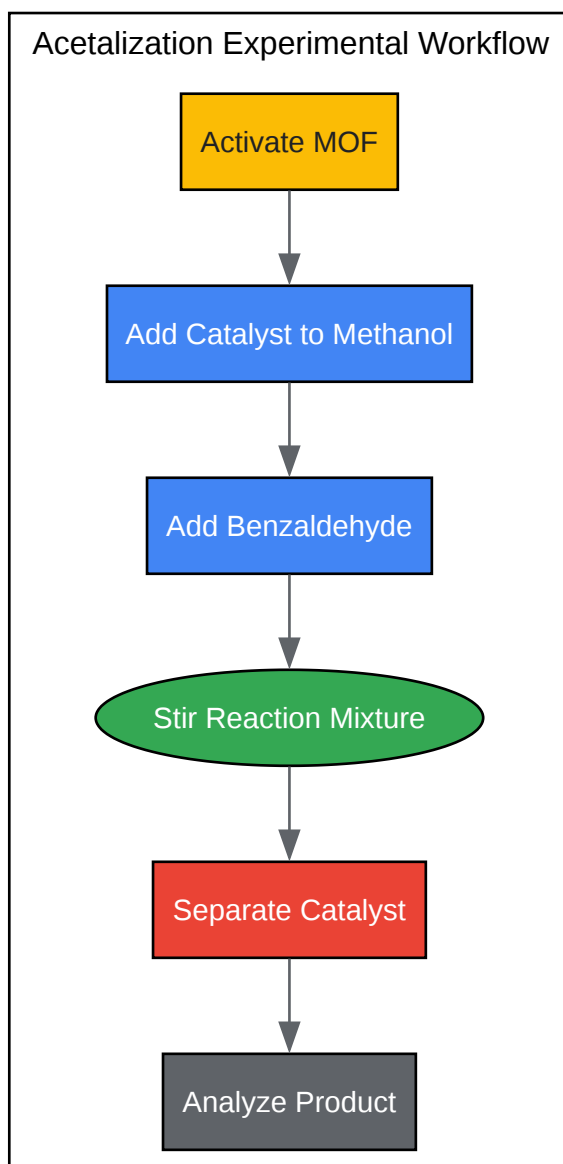 Acetalization Experimental Workflow
Activate MOF
Add Catalyst to Methanol
Add Benzaldehyde
Stir Reaction Mixture
Separate Catalyst
Analyze Product